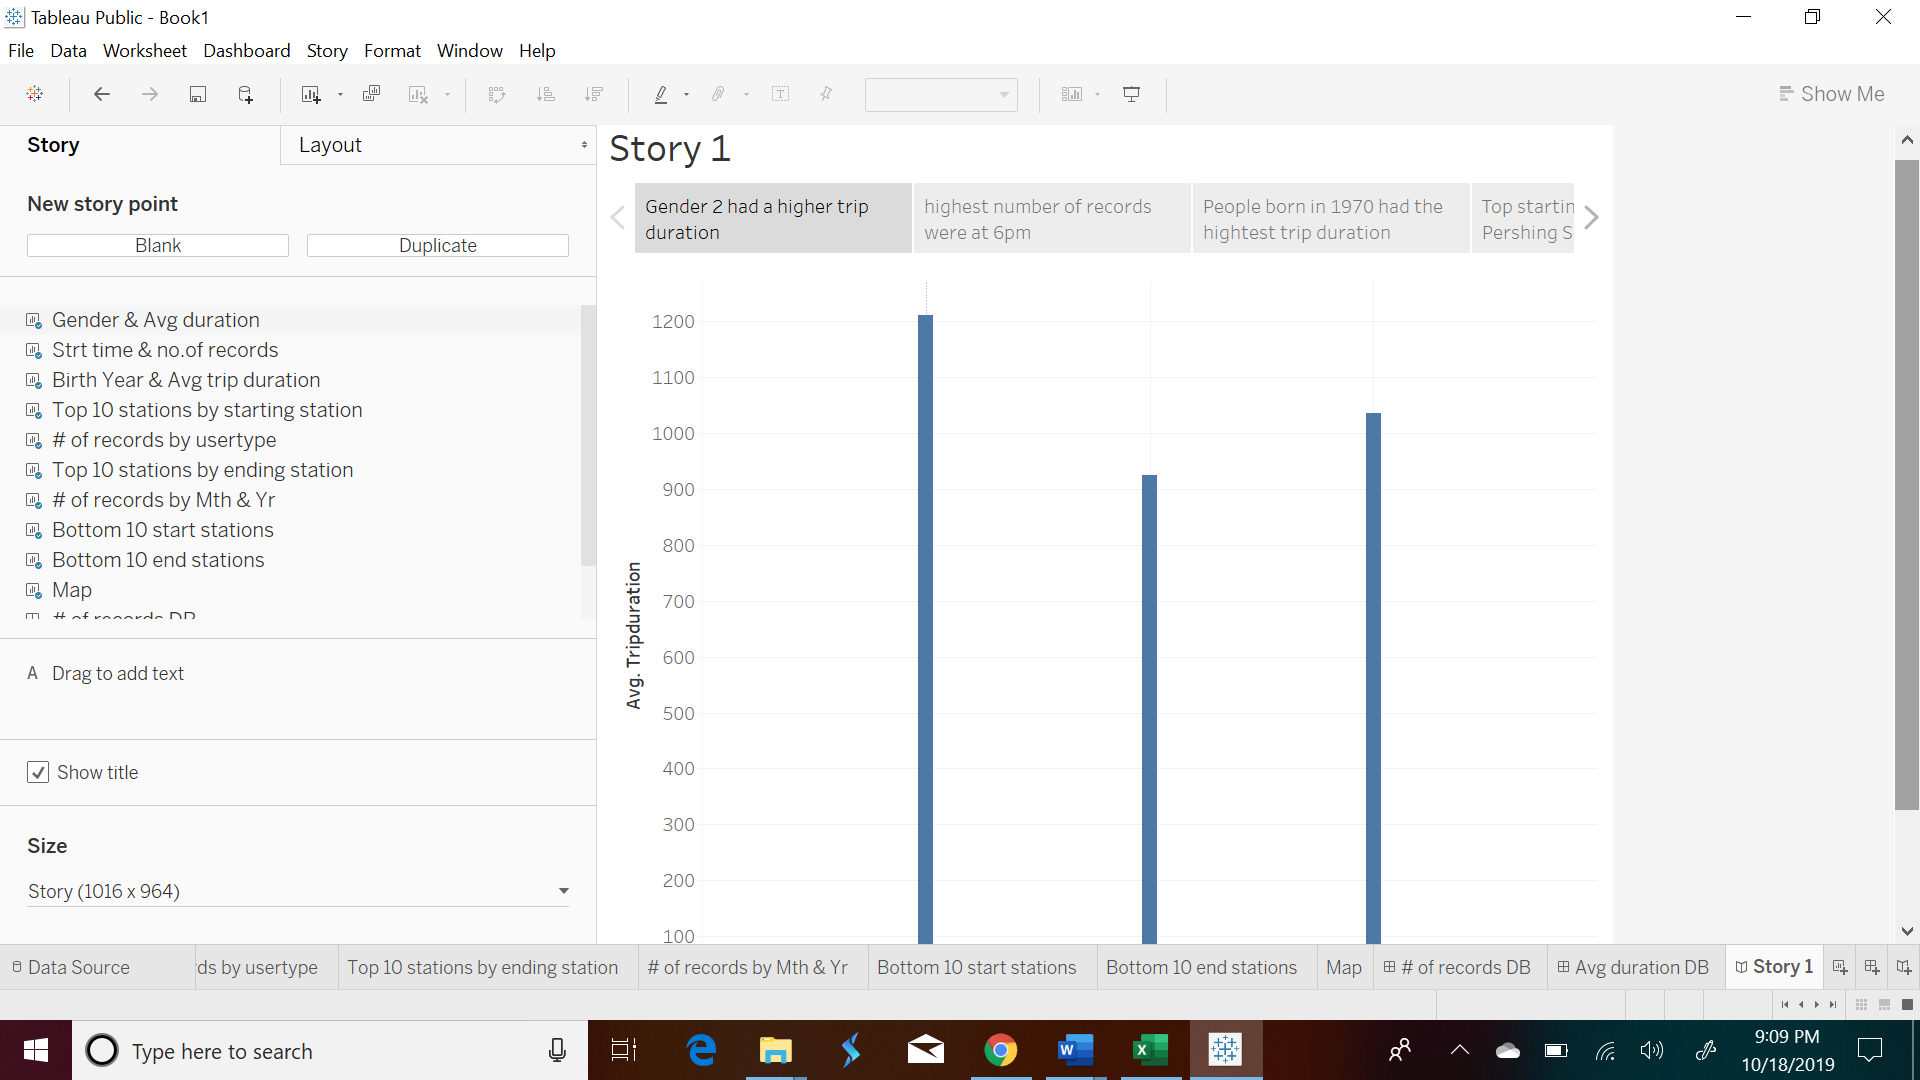 Tableau Public - Book1
File Data Worksheet Dashboard Story Format Window Help
Show Me
Story
Layout
New story point
Blank
Duplicate
Gender & Avg duration
Strt time & no.of records
Birth Year & Avg trip duration
Top 10 stations by starting station
# of records by usertype
Top 10 stations by ending station
# of records by Mth & Yr
Bottom 10 start stations
Bottom 10 end stations
Map
# of records DB
A Drag to add text
Show title
Size
Story (1016 x 964)
Story 1
Gender 2 had a higher trip
duration
highest number of records
were at 6pm
People born in 1970 had the
hightest trip duration
Top startin
Pershing S
Avg. Tripduration
1200
1100
1000
900
800
700
600
500
400
300
200
100
Data Source
ds by usertype
Top 10 stations by ending station
# of records by Mth & Yr
Bottom 10 start stations
Bottom 10 end stations
Map
# of records DB
Avg duration DB
Story 1
Type here to search
9:09 PM
10/18/2019